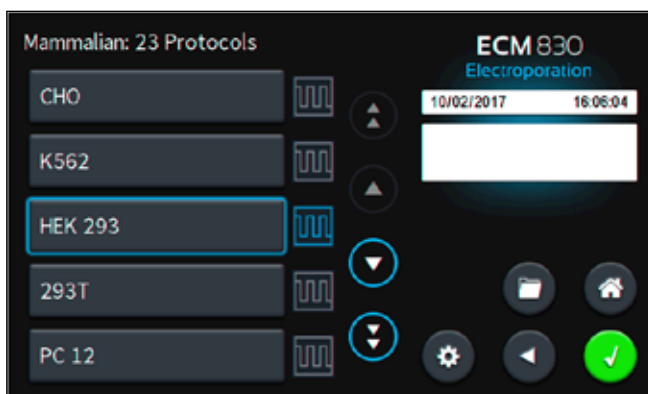 Mammalian: 23 Protocols
CHO
K562
HEK 293
293T
PC 12
ECM 830
Electroporation
10/02/2017 16:06:04